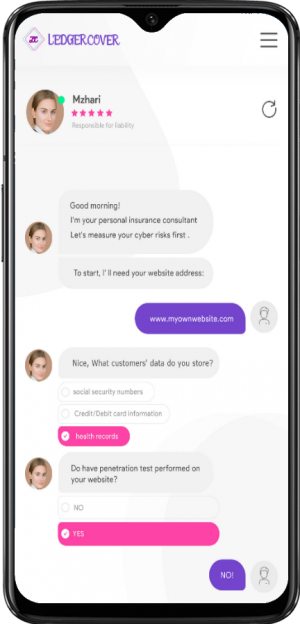 LEDGERCOVER
Mzhari
Responsible for liability
Good morning!
I'm your personal insurance consultant
Let's measure your cyber risks first .
To start, I' ll need your website address:
www.myownwebsite.com
Nice, What customers' data do you store?
social security numbers
Credit/Debit card information
health records
Do have penetration test performed on
your website?
NO
YES
NO!